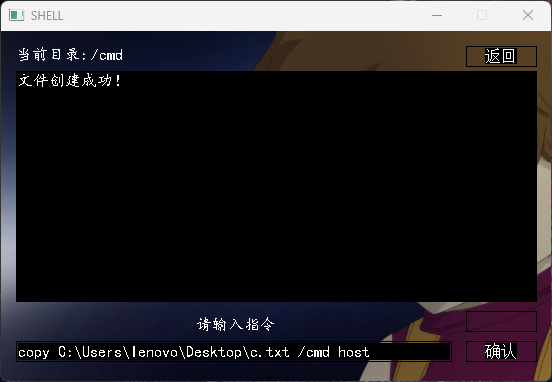 SHELL
当前目录:/cmd
返回
文件创建成功!
请输入指令
copy C:\Users\lenovo\Desktop\c.txt /cmd host
确认